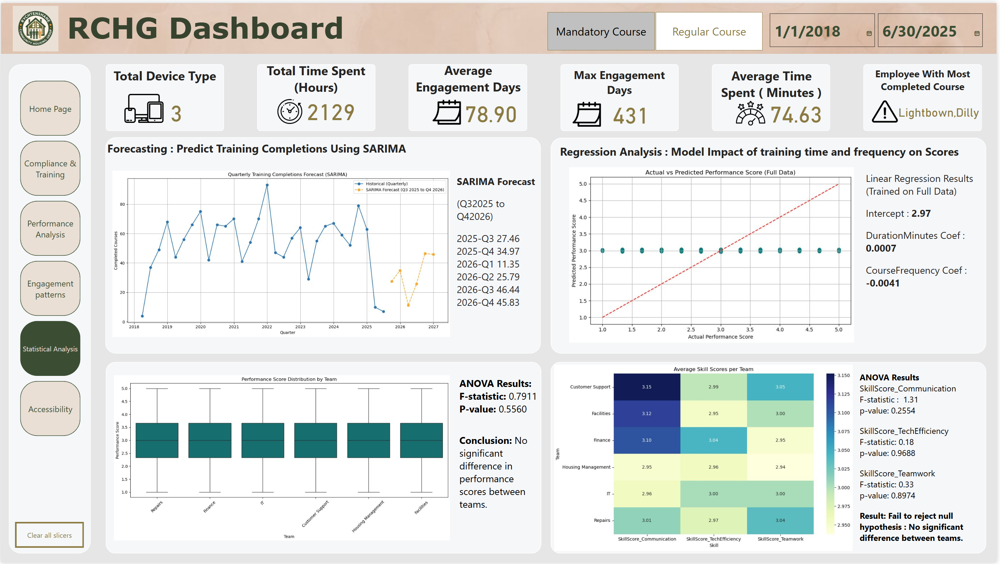 RYCHTENSHANE
COMMUNITY HOUSING GROUP
RCHG Dashboard
Mandatory Course
Regular Course
1/1/2018
6/30/2025
Home Page
Compliance &
Training
Performance
Analysis
Engagement
patterns
Statistical Analysis
Accessibility
Clear all slicers
Total Device Type
3
Total Time Spent
(Hours)
2129
Average
Engagement Days
78.90
Max Engagement
Days
431
Average Time
Spent ( Minutes )
74.63
Employee With Most
Completed Course
Lightbown,Dilly
Forecasting : Predict Training Completions Using SARIMA
Quarterly Training Completions Forecast (SARIMA)
Historical (Quarterly)
SARIMA Forecast (Q3 2025 to Q4 2026)
Completed Courses
80
60
40
20
0
2018 2019 2020 2021 2022 2023 2024 2025 2026 2027
Quarter
SARIMA Forecast
(Q32025 to
Q42026)
2025-Q3 27.46
2025-Q4 34.97
2026-Q1 11.35
2026-Q2 25.79
2026-Q3 46.44
2026-Q4 45.83
Regression Analysis : Model Impact of training time and frequency on Scores
Actual vs Predicted Performance Score (Full Data)
Predicted Performance Score
5.0
4.5
4.0
3.5
3.0
2.5
2.0
1.5
1.0
1.0 1.5 2.0 2.5 3.0 3.5 4.0 4.5 5.0
Actual Performance Score
Linear Regression Results
(Trained on Full Data)
Intercept : 2.97
DurationMinutes Coef :
0.0007
CourseFrequency Coef :
-0.0041
Performance Score Distribution by Team
Performance Score
5.0
4.5
4.0
3.5
3.0
2.5
2.0
1.5
1.0
Repairs Finance IT Customer Support Housing Management Facilities
Team
ANOVA Results:
F-statistic: 0.7911
P-value: 0.5560
Conclusion: No
significant
difference in
performance
scores between
teams.
Average Skill Scores per Team
Team
Customer Support 3.15 2.99 3.05
Facilities 3.12 2.95 3.00
Finance 3.10 3.04 2.95
Housing Management 2.95 2.96 2.94
IT 2.96 3.00 3.00
Repairs 3.01 2.97 3.04
SkillScore_Communication SkillScore_TechEfficiency SkillScore_Teamwork
Skill
3.150
3.125
3.100
3.075
3.050
3.025
3.000
2.975
2.950
ANOVA Results
SkillScore_Communication
F-statistic : 1.31
p-value: 0.2554
SkillScore_TechEfficiency
F-statistic: 0.18
p-value: 0.9688
SkillScore_Teamwork
F-statistic: 0.33
p-value: 0.8974
Result: Fail to reject null
hypothesis : No significant
difference between teams.